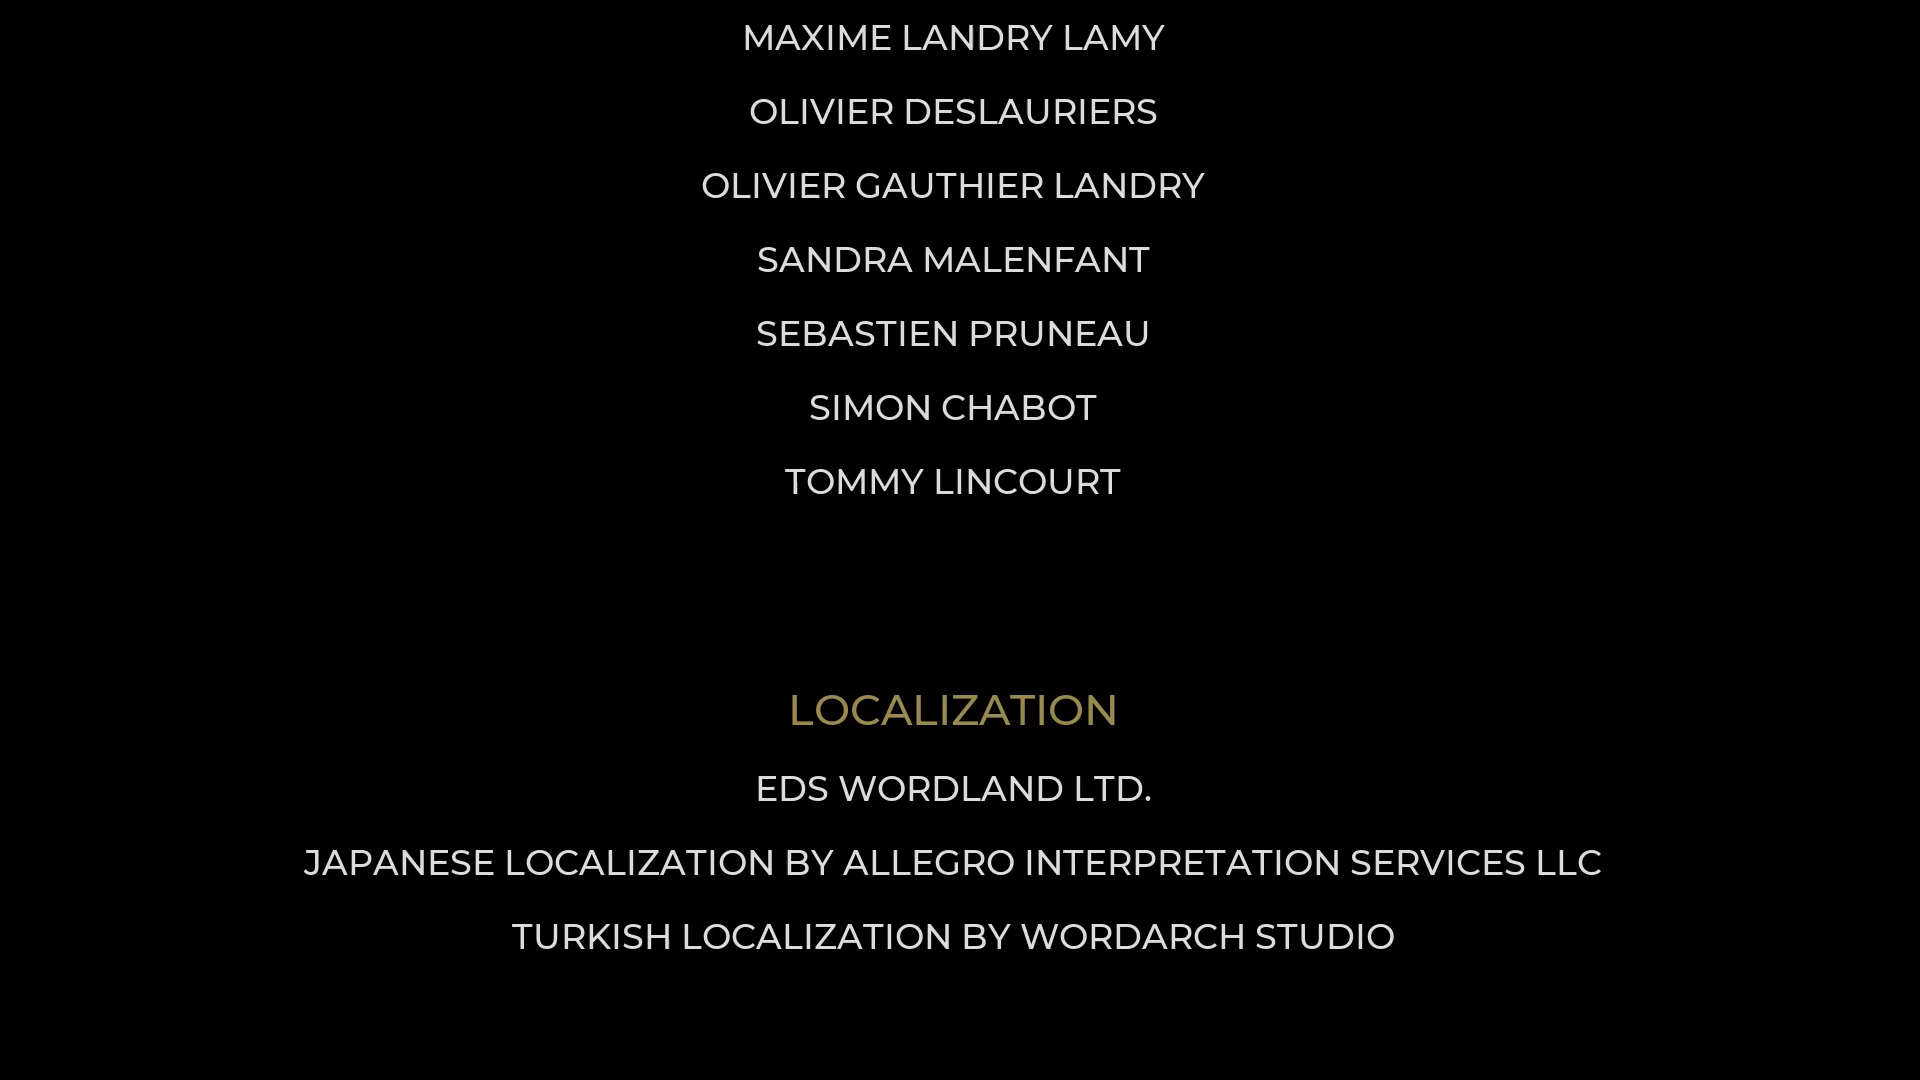 MAXIME LANDRY LAMY
OLIVIER DESLAURIERS
OLIVIER GAUTHIER LANDRY
SANDRA MALENFANT
SEBASTIEN PRUNEAU
SIMON CHABOT
TOMMY LINCOURT
LOCALIZATION
EDS WORDLAND LTD.
JAPANESE LOCALIZATION BY ALLEGRO INTERPRETATION SERVICES LLC
TURKISH LOCALIZATION BY WORDARCH STUDIO